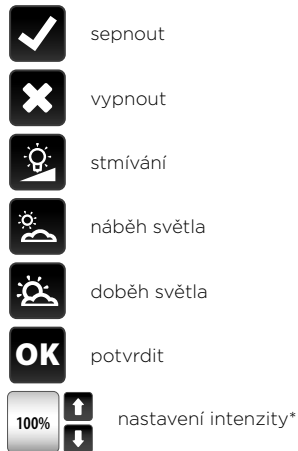 sepnout
vypnout
stmívání
náběh světla
doběh světla
OK potvrdit
100% nastavení intenzity*